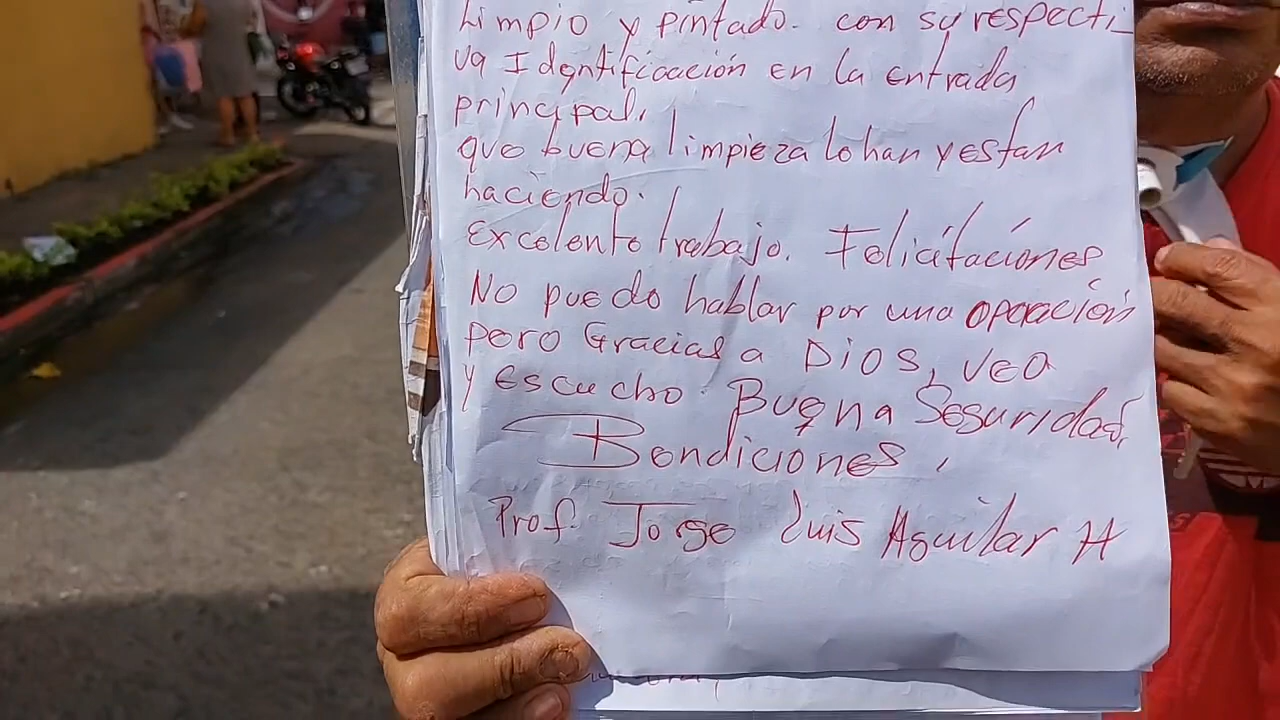 Limpio y pintado. con su respecti_
va Identificación en la entrada
principal.
que buena limpieza lo han y estan
haciendo.
Excelente trabajo. Felicitaciones
No puedo hablar por una operación
pero Gracias a Dios, veo
y escucho. Buena Seguridad,
Bendiciones,
Prof. Jorge Luis Aguilar H